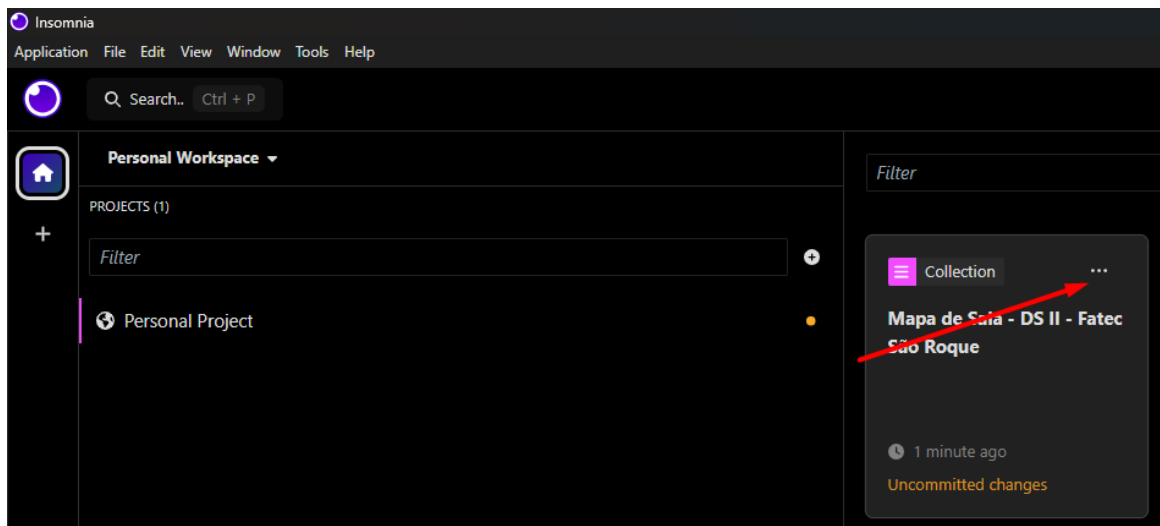 Insomnia
Application File Edit View Window Tools Help
Search.. Ctrl + P
Personal Workspace
PROJECTS (1)
Filter
Personal Project
Filter
Collection
Mapa de Sala - DS II - Fatec
São Roque
1 minute ago
Uncommitted changes